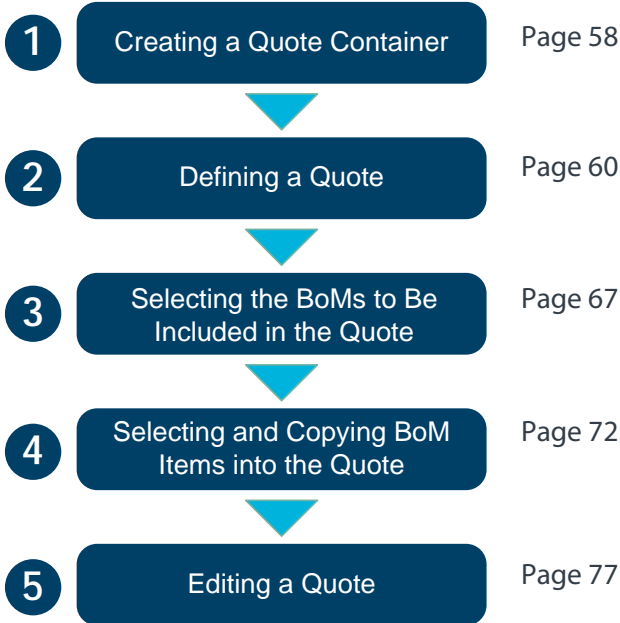 1 Creating a Quote Container Page 58
2 Defining a Quote Page 60
3 Selecting the BoMs to Be Page 67
Included in the Quote
4 Selecting and Copying BoM Page 72
Items into the Quote
5 Editing a Quote Page 77